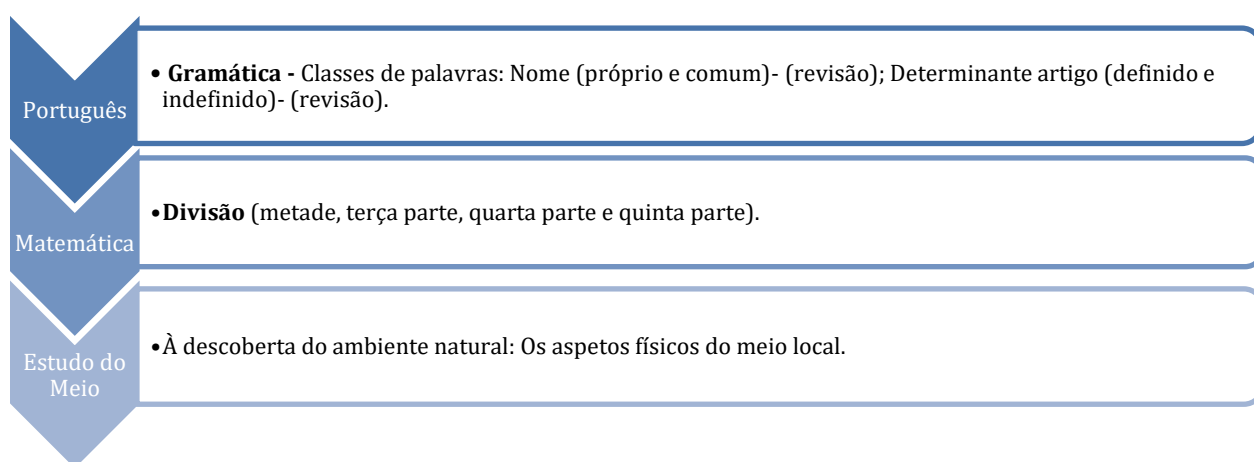 Português
• Gramática - Classes de palavras: Nome (próprio e comum)- (revisão); Determinante artigo (definido e
indefinido)- (revisão).
Matemática
•Divisão (metade, terça parte, quarta parte e quinta parte).
Estudo do
Meio
•À descoberta do ambiente natural: Os aspetos físicos do meio local.